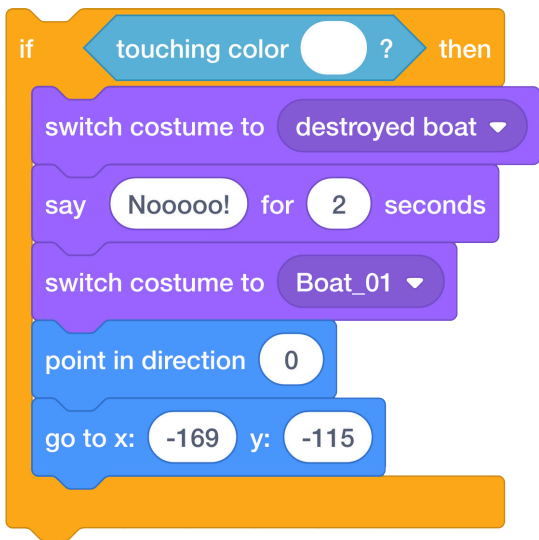 if touching color ? then
switch costume to destroyed boat
say Nooooo! for 2 seconds
switch costume to Boat_01
point in direction 0
go to x: -169 y: -115